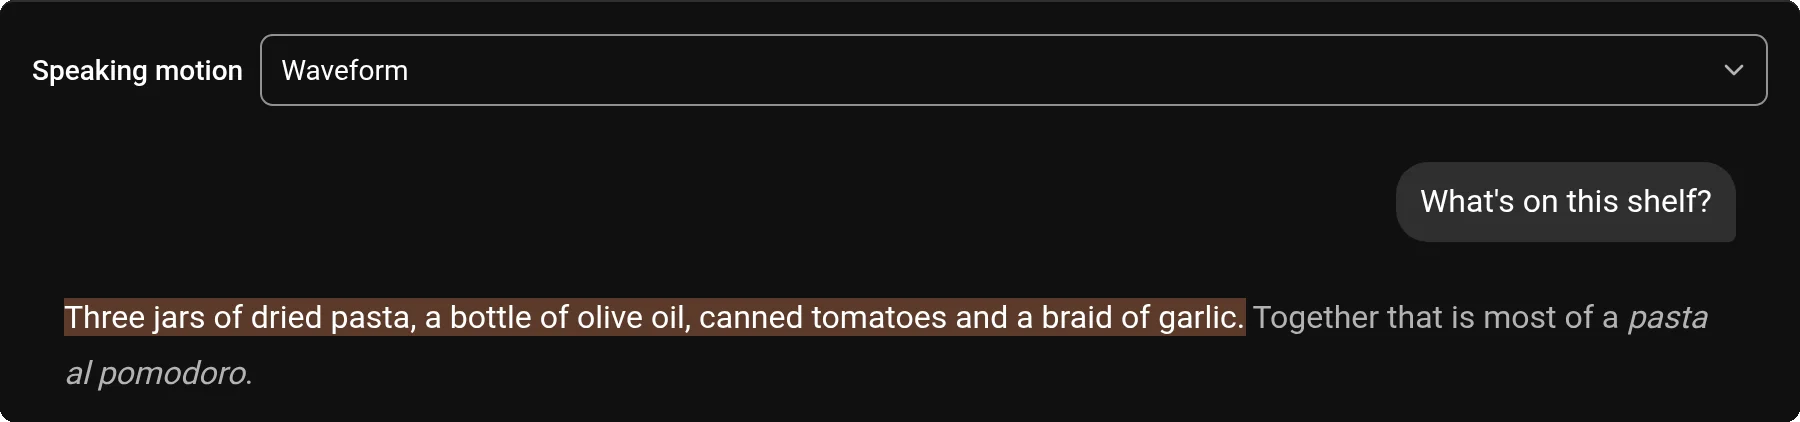 Speaking motion
Waveform
What's on this shelf?
Three jars of dried pasta, a bottle of olive oil, canned tomatoes and a braid of garlic. Together that is most of a pasta
al pomodoro.